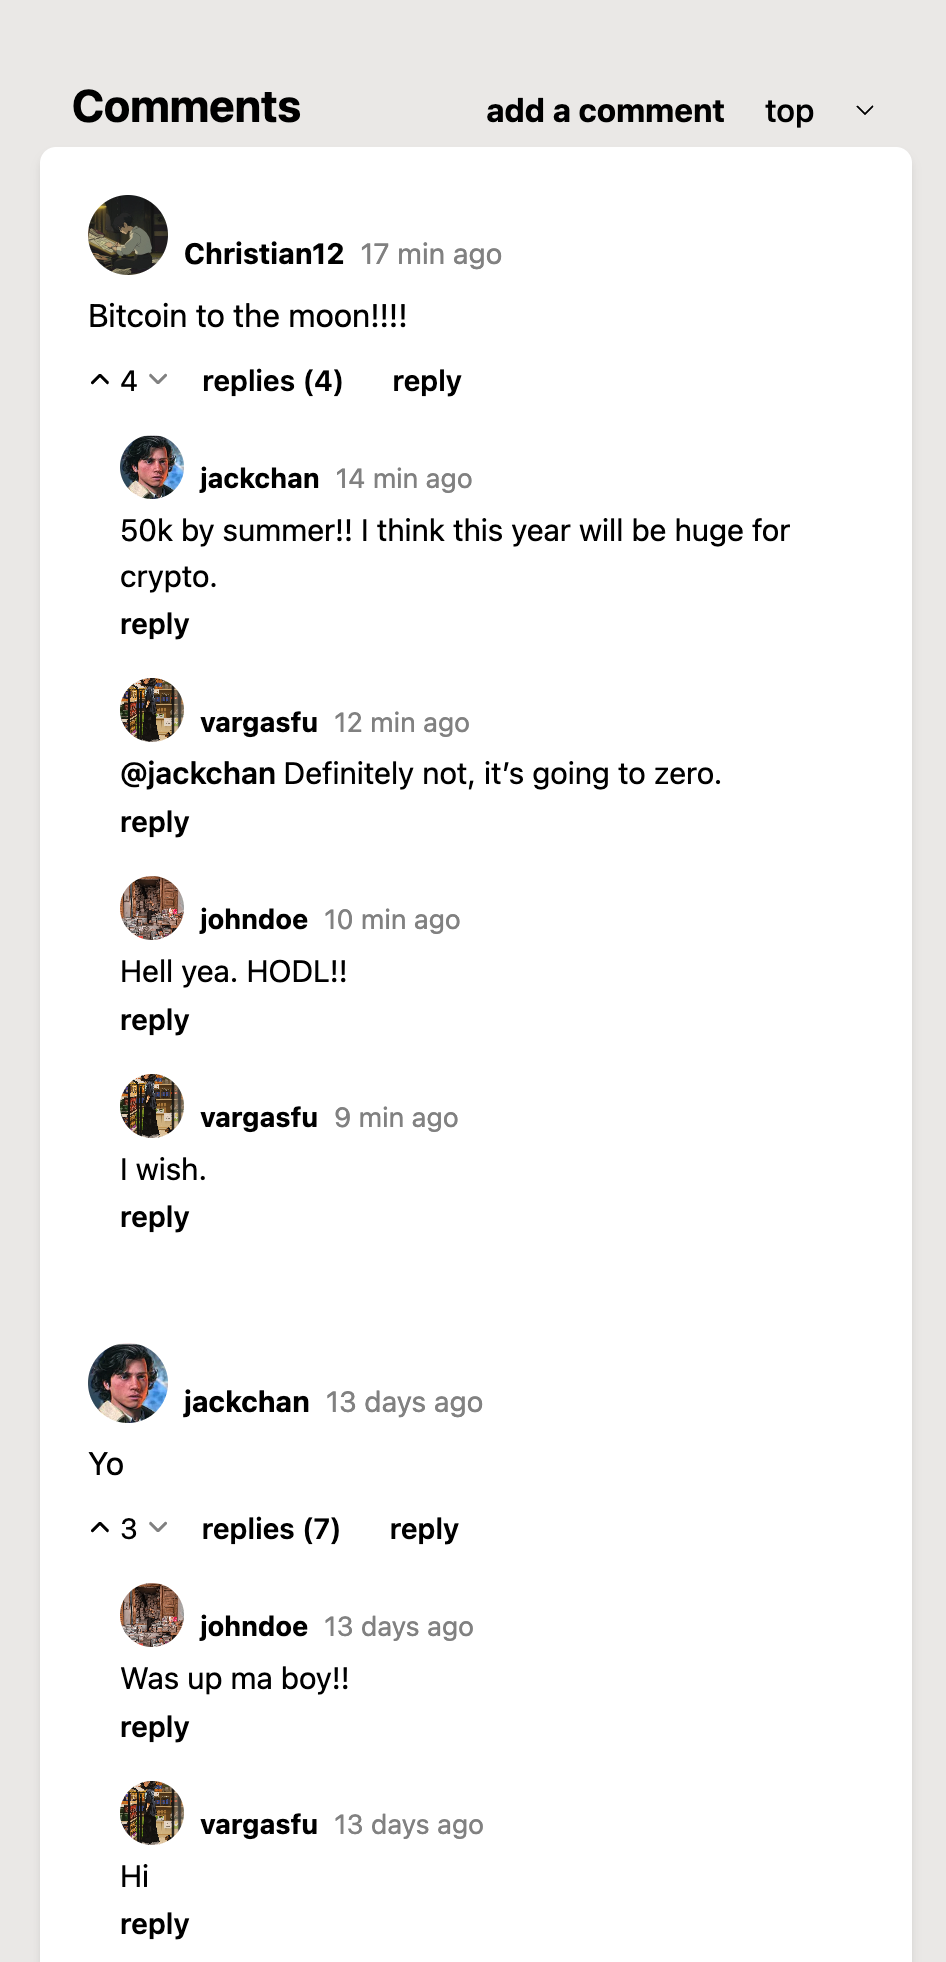 Comments
add a comment top
Christian12 17 min ago
Bitcoin to the moon!!!!
4 replies (4) reply
jackchan 14 min ago
50k by summer!! I think this year will be huge for
crypto.
reply
vargasfu 12 min ago
@jackchan Definitely not, it’s going to zero.
reply
johndoe 10 min ago
Hell yea. HODL!!
reply
vargasfu 9 min ago
I wish.
reply
jackchan 13 days ago
Yo
3 replies (7) reply
johndoe 13 days ago
Was up ma boy!!
reply
vargasfu 13 days ago
Hi
reply